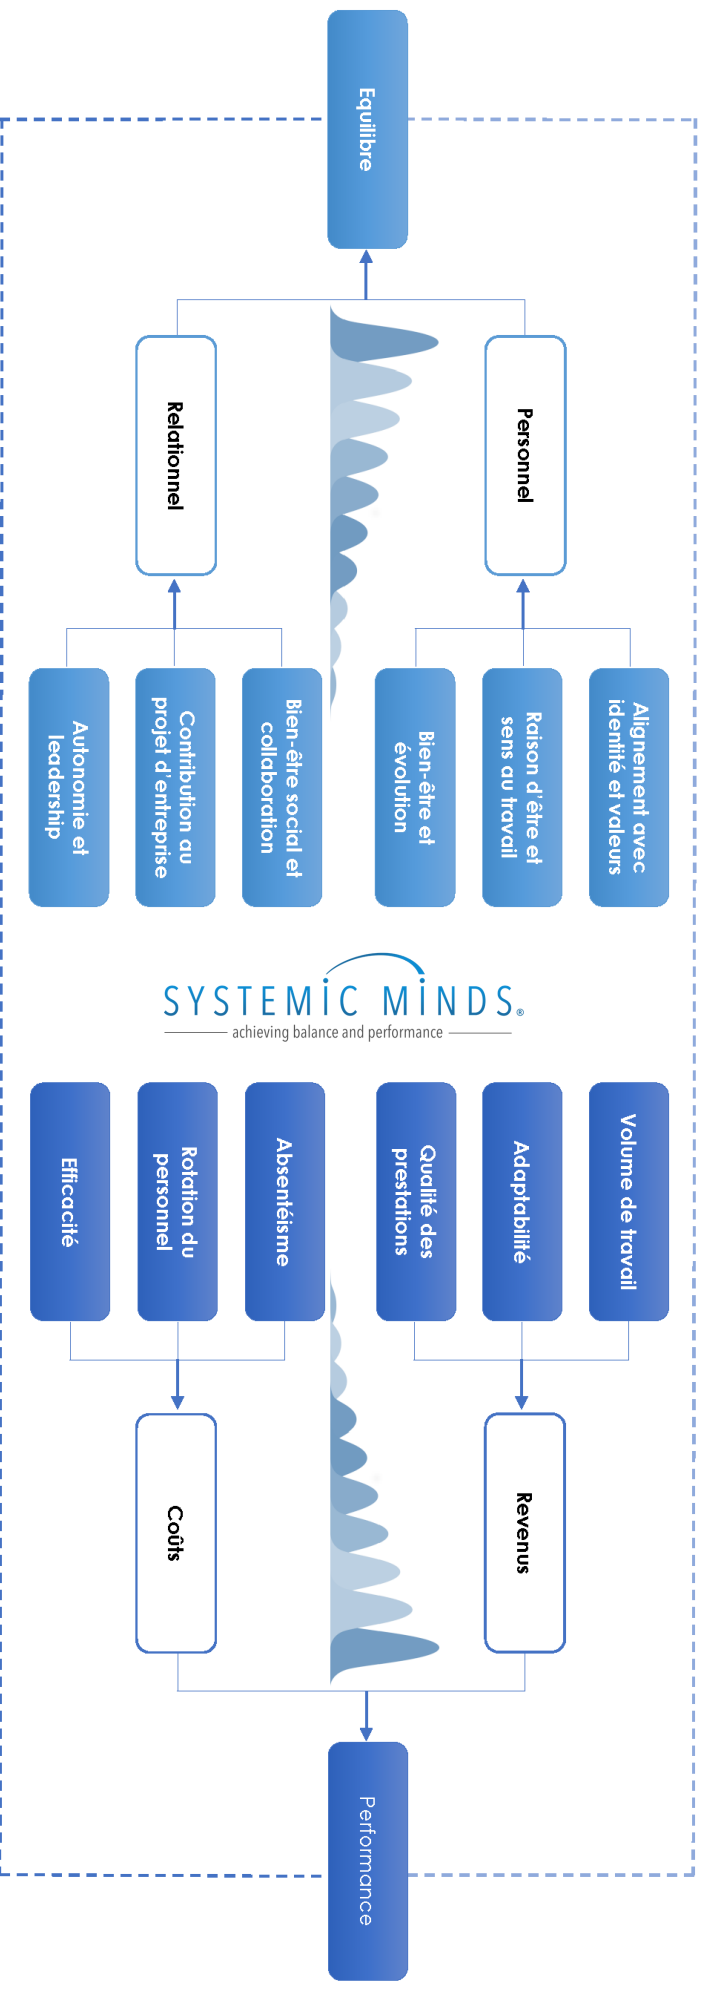 Equilibre
Personnel
Relationnel
Alignement avec
identité et valeurs
Raison d'être et
sens au travail
Bien-être et
évolution
Bien-être social et
collaboration
Contribution au
projet d'entreprise
Autonomie et
leadership
SYSTEMIC MINDS®
achieving balance and performance
Volume de travail
Adaptabilité
Qualité des
prestations
Absentéisme
Rotation du
personnel
Efficacité
Revenus
Coûts
Performance